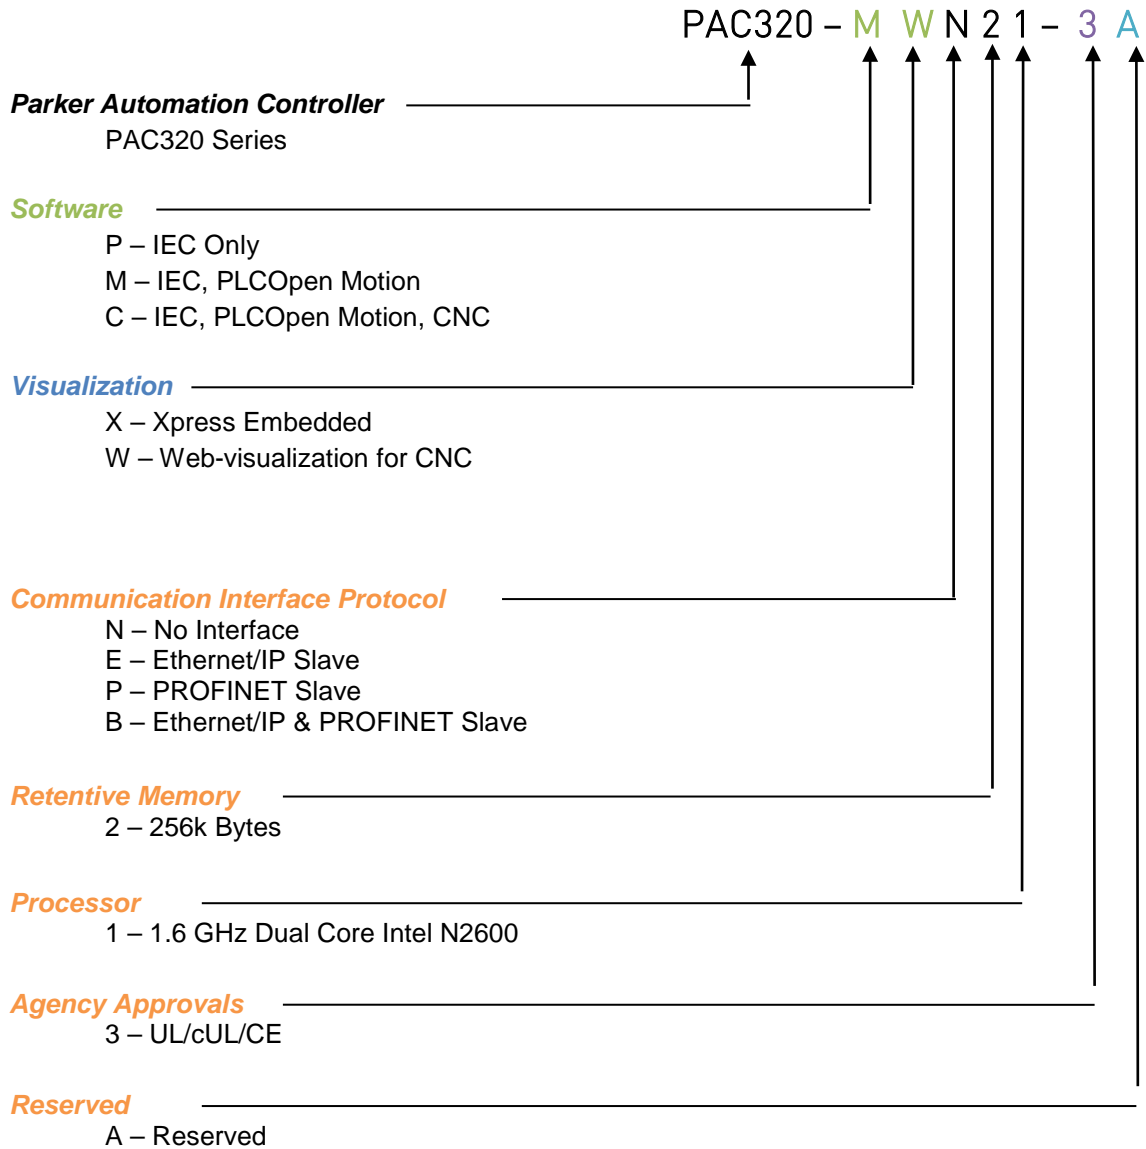 PAC320 – M W N 2 1 – 3 A
Parker Automation Controller
PAC320 Series
Software
P – IEC Only
M – IEC, PLCOpen Motion
C – IEC, PLCOpen Motion, CNC
Visualization
X – Xpress Embedded
W – Web-visualization for CNC
Communication Interface Protocol
N – No Interface
E – Ethernet/IP Slave
P – PROFINET Slave
B – Ethernet/IP & PROFINET Slave
Retentive Memory
2 – 256k Bytes
Processor
1 – 1.6 GHz Dual Core Intel N2600
Agency Approvals
3 – UL/cUL/CE
Reserved
A – Reserved